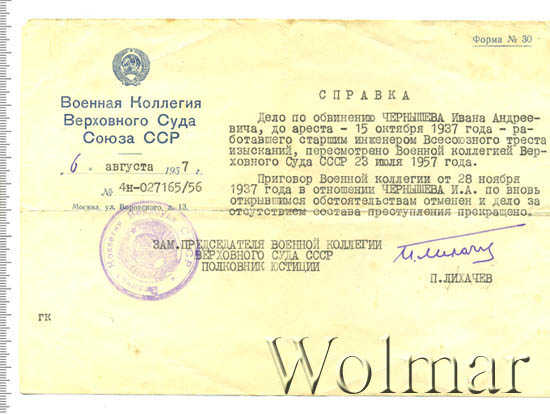 Форма № 30
Военная Коллегия
Верховного Суда
Союза ССР
6 августа 1957
№ 4н-027165/56
Москва, ул. Воровского, д. 13.
СПРАВКА
Дело по обвинению ЧЕРНЫШЕВА Ивана Андрее-
вича, до ареста - 15 октября 1937 года - ра-
ботавшего старшим инженером Всесоюзного треста
изысканий, пересмотрено Военной коллегией Вер-
ховного Суда СССР 23 июля 1957 года.
Приговор Военной коллегии от 28 ноября
1937 года в отношении ЧЕРНЫШЕВА И.А. по вновь
открывшимся обстоятельствам отменен и дело за
отсутствием состава преступления прекращено.
ЗАМ.ПРЕДСЕДАТЕЛЯ ВОЕННОЙ КОЛЛЕГИИ
ВЕРХОВНОГО СУДА СССР
ПОЛКОВНИК ЮСТИЦИИ
П.ЛИХАЧЕВ
ГК
Wolmar